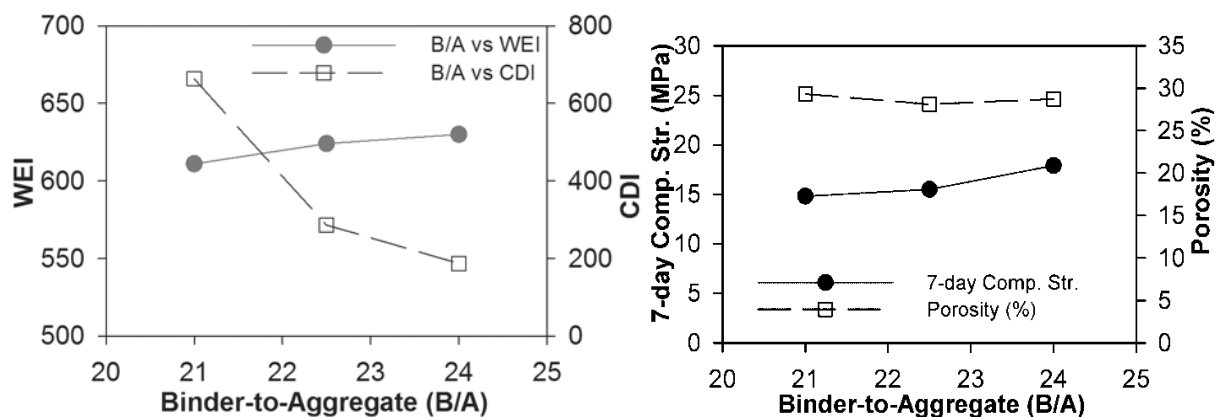 700
650
600
550
500
WEI
B/A vs WEI
B/A vs CDI
800
600
400
200
0
CDI
20 21 22 23 24 25
Binder-to-Aggregate (B/A)
30
25
20
15
10
5
0
7-day Comp. Str. (MPa)
7-day Comp. Str.
Porosity (%)
35
30
25
20
15
10
5
0
Porosity (%)
20 21 22 23 24 25
Binder-to-Aggregate (B/A)